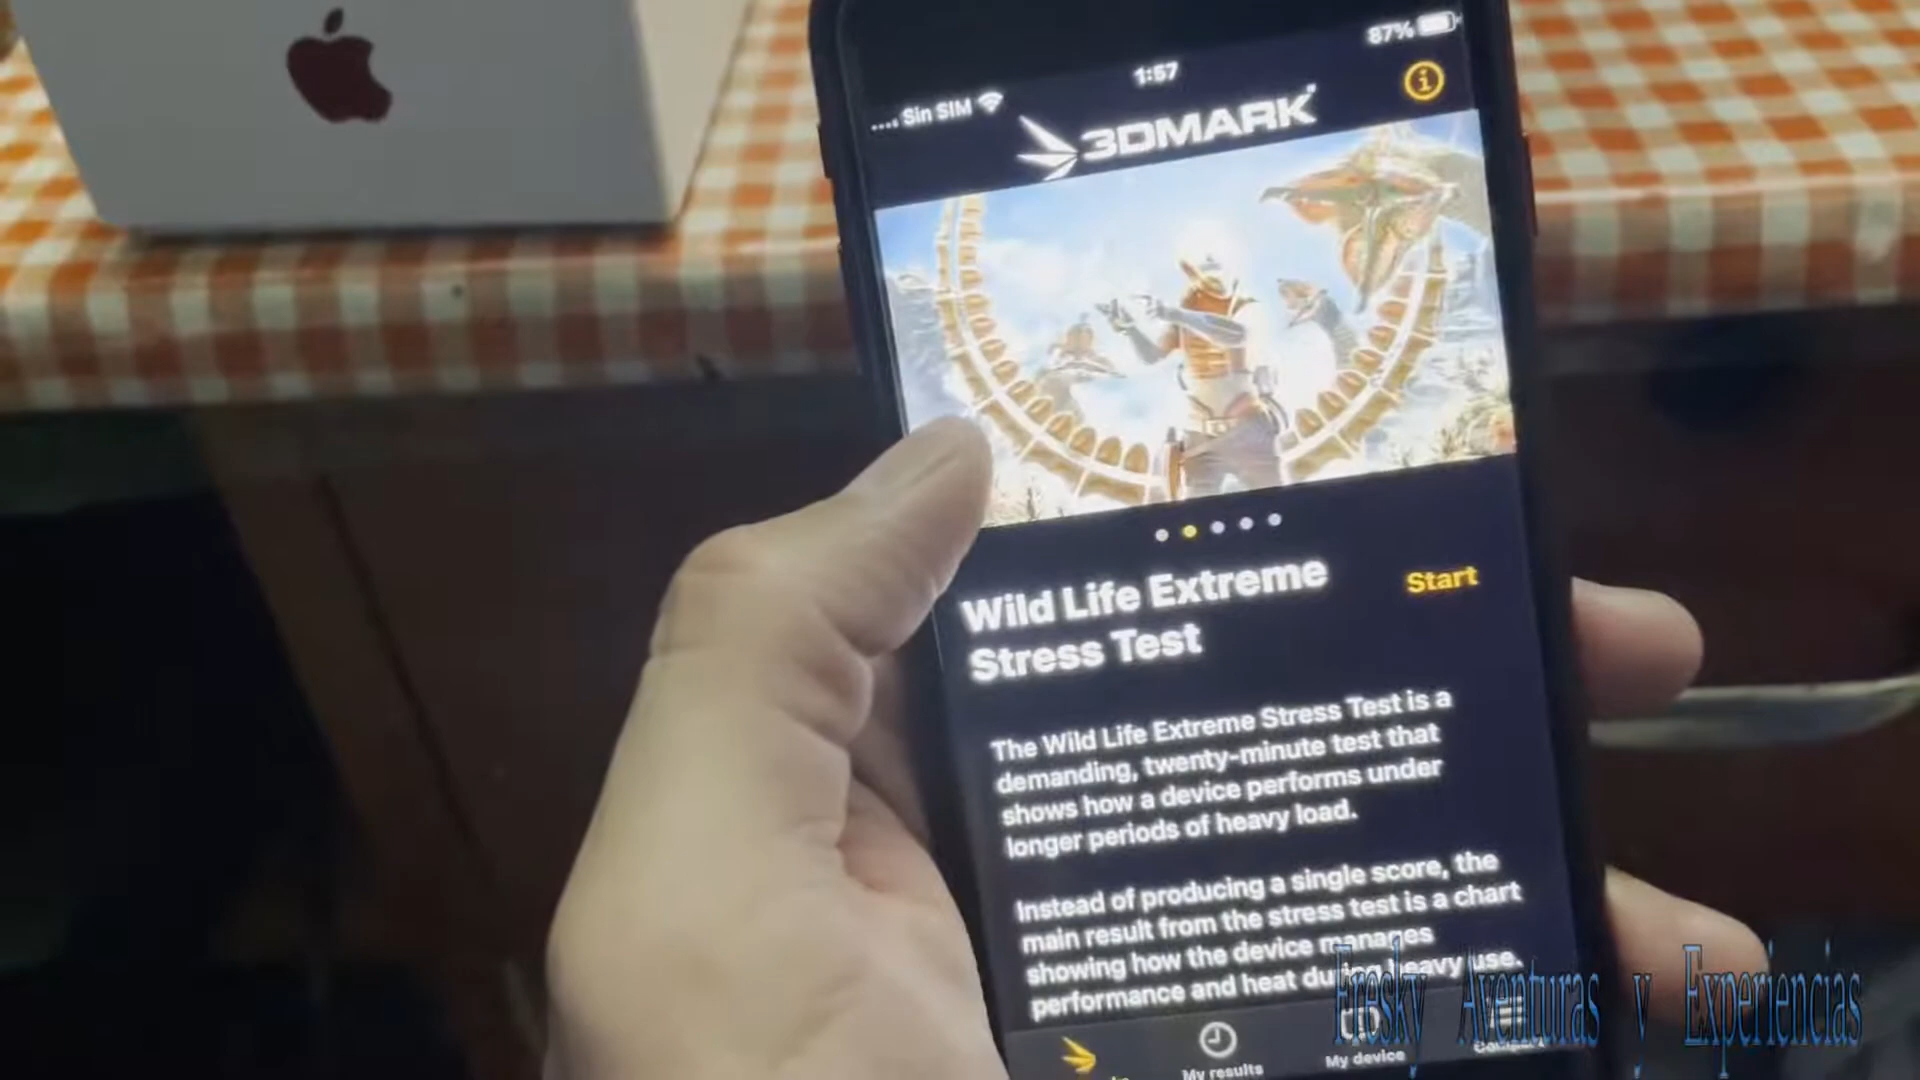 87%
1:57
Sin SIM
3DMARK
Wild Life Extreme
Stress Test
Start
The Wild Life Extreme Stress Test is a
demanding, twenty-minute test that
shows how a device performs under
longer periods of heavy load.
Instead of producing a single score, the
main result from the stress test is a chart
showing how the device manages
performance and heat during heavy use.
My results
My device
Fresky Aventuras y Experiencias